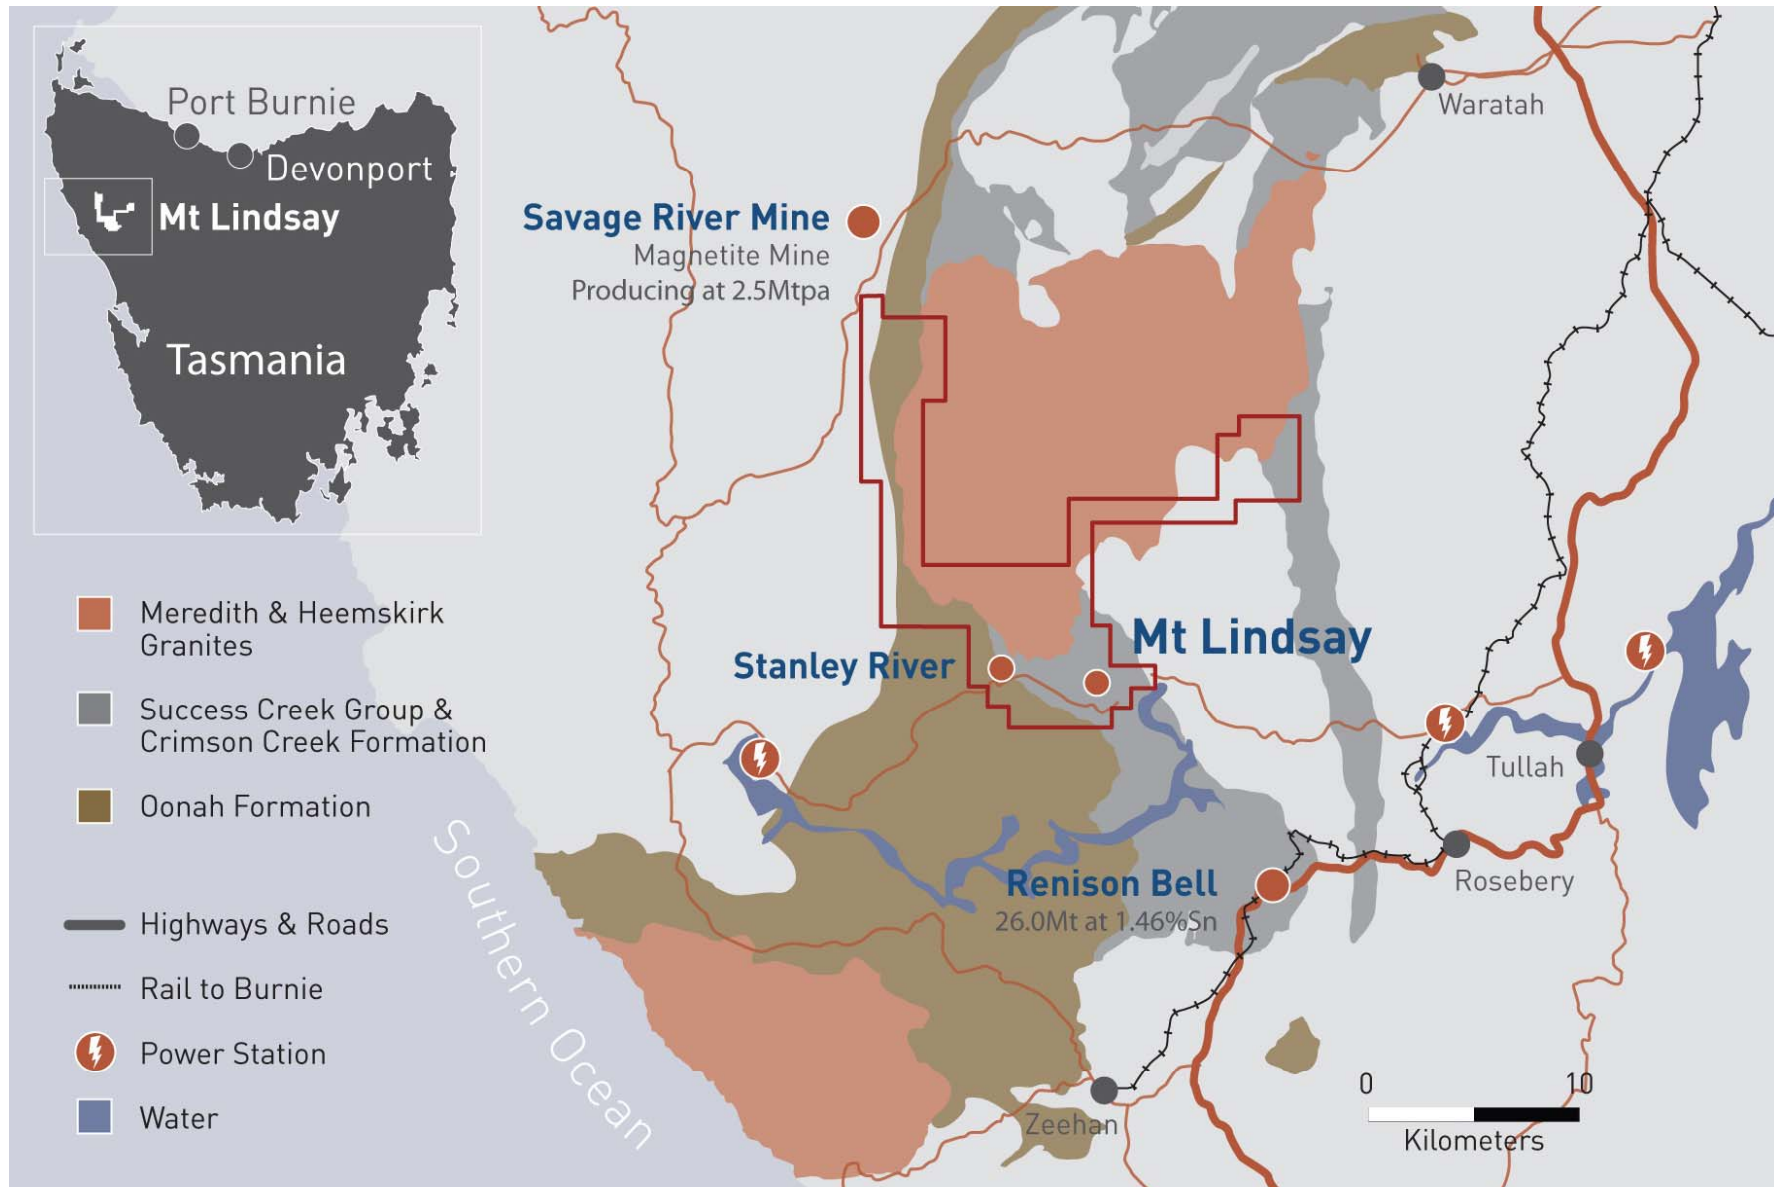 Port Burnie
Devonport
Mt Lindsay
Tasmania
Waratah
Savage River Mine
Magnetite Mine
Producing at 2.5Mtpa
Meredith & Heemskirk
Granites
Success Creek Group &
Crimson Creek Formation
Oonah Formation
Highways & Roads
Rail to Burnie
Power Station
Water
Southern Ocean
Stanley River
Mt Lindsay
Tullah
Rosebery
Renison Bell
26.0Mt at 1.46%Sn
Zeehan
0 10
Kilometers